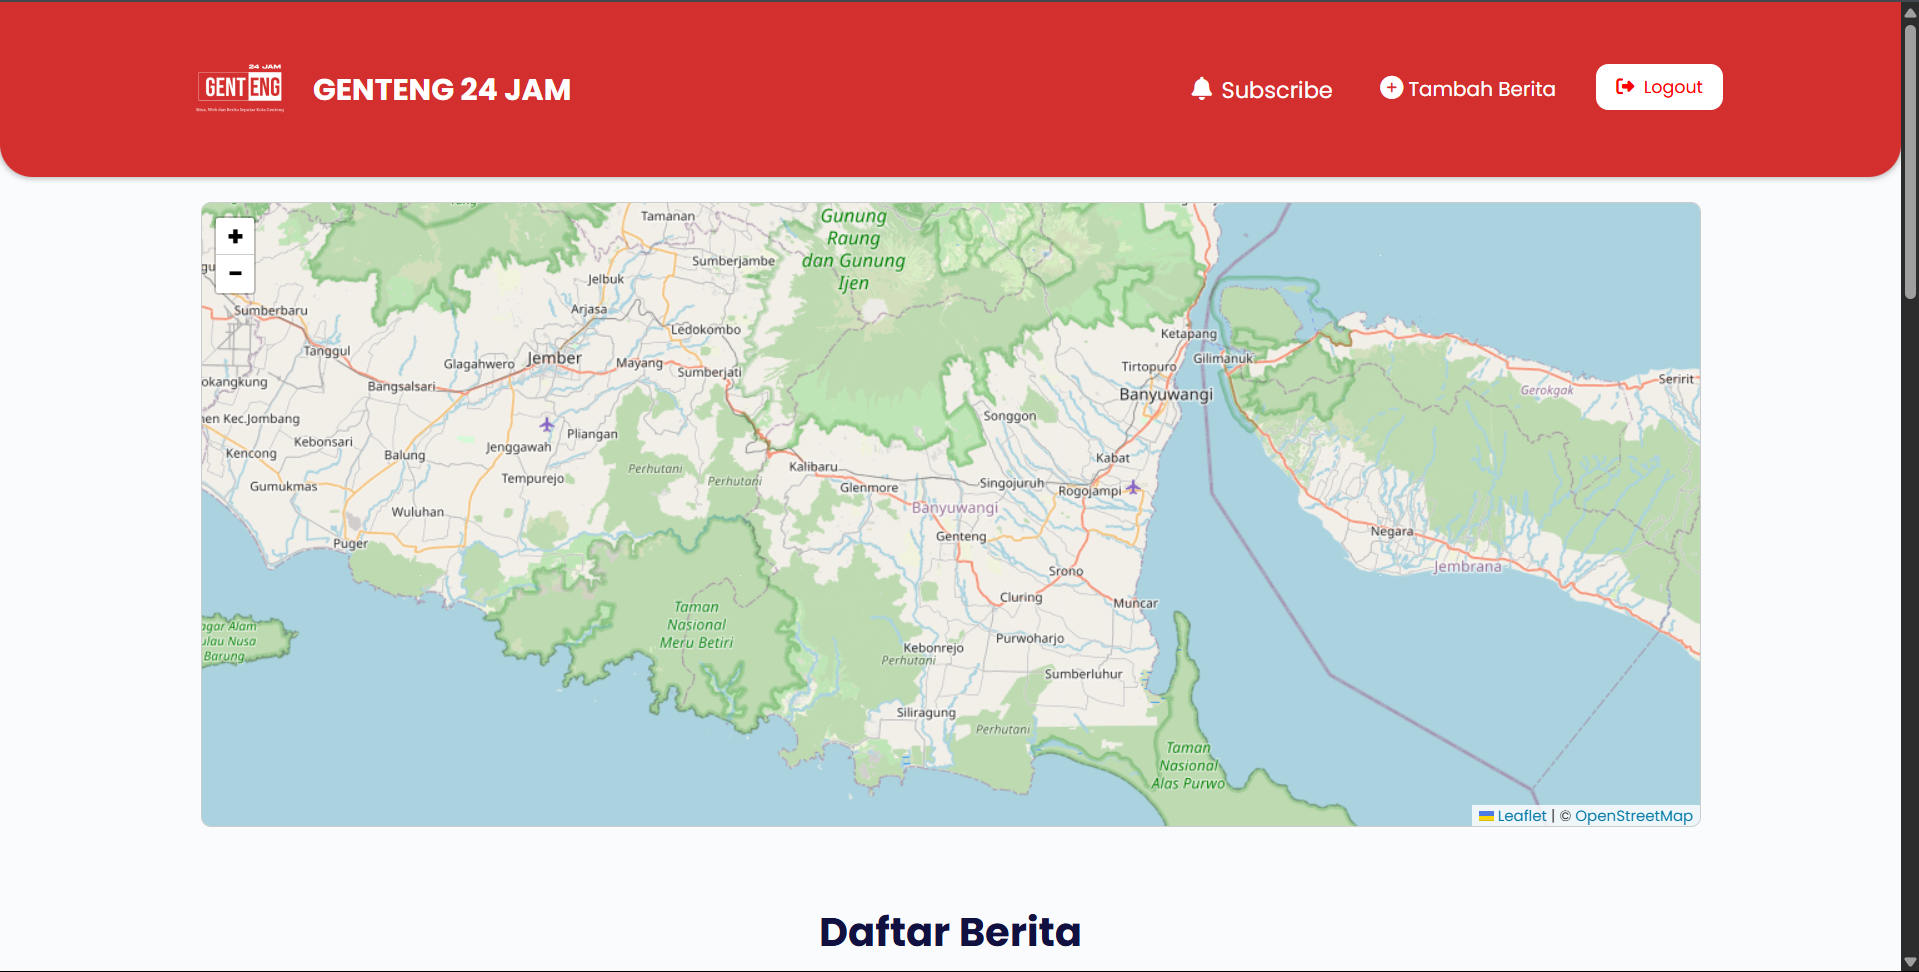 24 JAM
GENTENG
GENTENG 24 JAM
Subscribe
Tambah Berita
Logout
+
−
Tamanan
Gunung
Raung
dan Gunung
Ijen
Sumberjambe
Jelbuk
Sumberbaru
Arjasa
Ledokombo
Ketapang
Tanggul
Glagahwero
Jember
Mayang
Sumberjati
Gilimanuk
Tirtopuro
okangkung
Bangsalsari
Banyuwangi
Gerokgak
Seririt
men Kec.Jombang
Songgon
Kebonsari
Jenggawah
Pliangan
Kencong
Balung
Kabat
Perhutani
Kalibaru
Tempurejo
Perhutani
Gumukmas
Glenmore
Singojuruh
Rogojampi
Wuluhan
Banyuwangi
Negara
Puger
Genteng
Jembrana
Srono
Cluring
Muncar
Taman
Nasional
Meru Betiri
agar Alam
ulau Nusa
Barung
Purwoharjo
Kebonrejo
Perhutani
Sumberluhur
Siliragung
Perhutani
Taman
Nasional
Alas Purwo
Leaflet | © OpenStreetMap
Daftar Berita